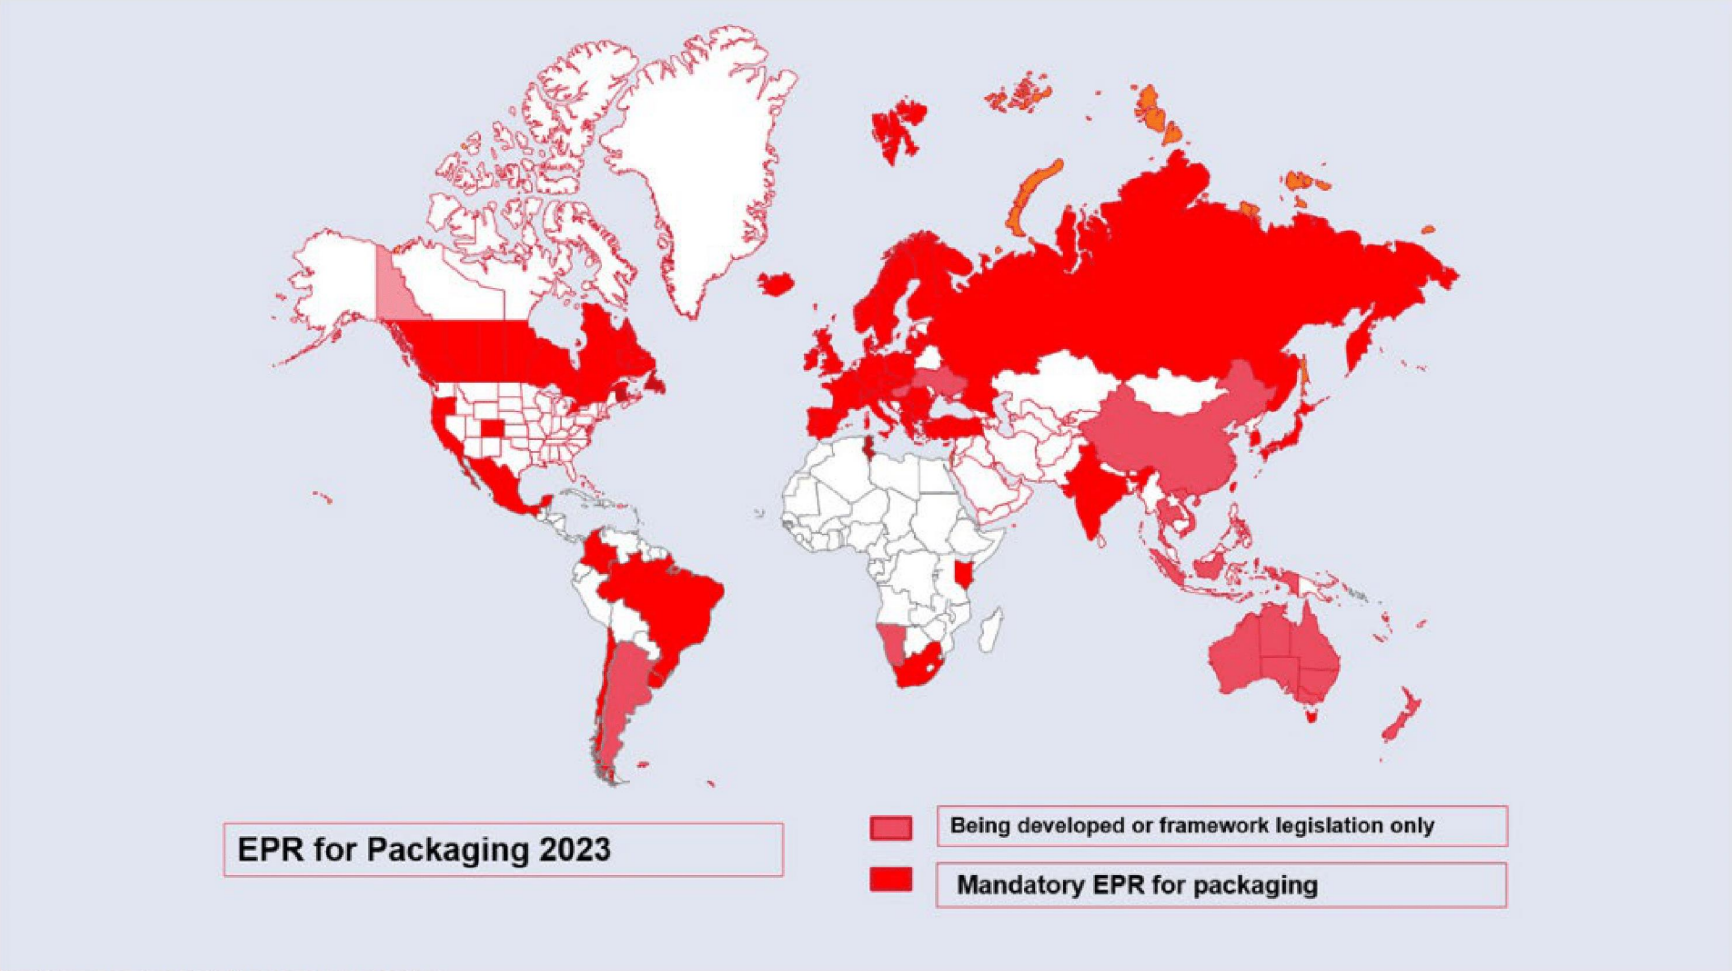 EPR for Packaging 2023
Being developed or framework legislation only
Mandatory EPR for packaging